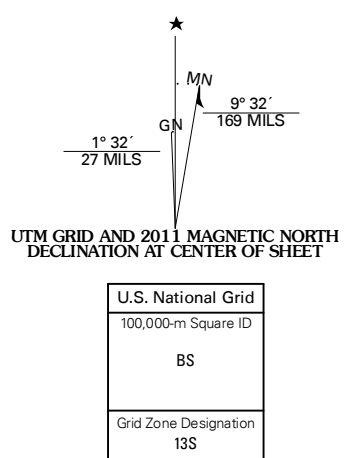 MN
9° 32´
169 MILS
GN
1° 32´
27 MILS
UTM GRID AND 2011 MAGNETIC NORTH
DECLINATION AT CENTER OF SHEET
U.S. National Grid
100,000-m Square ID
BS
Grid Zone Designation
13S